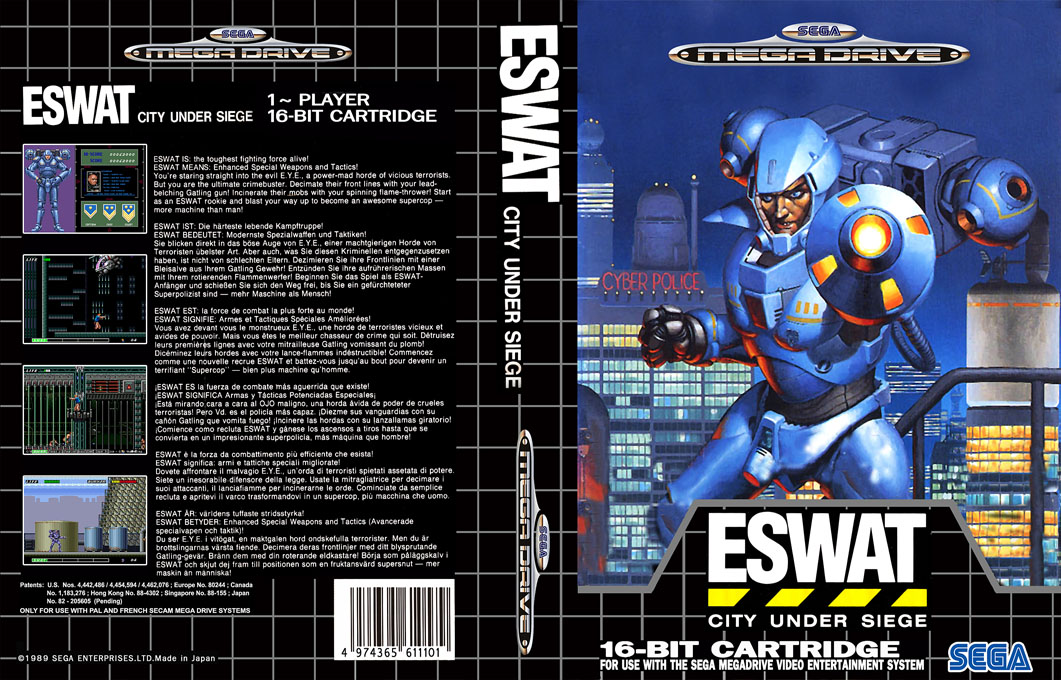 SEGA
MEGA DRIVE
ESWAT CITY UNDER SIEGE
1~ PLAYER
16-BIT CARTRIDGE
ESWAT IS: the toughest fighting force alive!
ESWAT MEANS: Enhanced Special Weapons and Tactics!
You're staring straight into the evil E.Y.E., a power-mad horde of vicious terrorists.
But you are the ultimate crimebuster. Decimate their front lines with your lead-
belching Gatling gun! Incinerate their mobs with your spinning flame-thrower! Start
as an ESWAT rookie and blast your way up to become an awesome supercop —
more machine than man!
ESWAT IST: Die härteste lebende Kampftruppe!
ESWAT BEDEUTET: Modernste Spezialwaffen und Taktiken!
Sie blicken direkt in das böse Auge von E.Y.E., einer machtgierigen Horde von
Terroristen übelster Art. Aber auch, was Sie diesen Kriminellen entgegenzusetzen
haben, ist nicht von schlechten Eltern. Dezimieren Sie ihre Frontlinien mit einer
Bleisalve aus Ihrem Gatling Gewehr! Entzünden Sie ihre aufrührerischen Massen
mit Ihrem rotierenden Flammenwerfer! Beginnen Sie das Spiel als ESWAT-
Anfänger und schießen Sie sich den Weg frei, bis Sie ein gefürchteteter
Superpolizist sind — mehr Maschine als Mensch!
ESWAT EST: la force de combat la plus forte au monde!
ESWAT SIGNIFIE: Armes et Tactiques Spéciales Améliorées!
Vous avez devant vous le monstrueux E.Y.E., une horde de terroristes vicieux et
avides de pouvoir. Mais vous êtes le meilleur chasseur de crime qui soit. Détruisez
leurs premières lignes avec votre mitrailleuse Gatling vomissant du plomb!
Dicèminez leurs hordes avec votre lance-flammes indèstructible! Commencez
comme une nouvelle recrue ESWAT et battez-vous jusqu'au bout pour devenir un
terrifiant "Supercop" — bien plus machine qu'homme.
¡ESWAT ES la fuerza de combate más aguerrida que existe!
¡ESWAT SIGNIFICA Armas y Tácticas Potenciadas Especiales¡
¡Está mirando cara a cara al OJO maligno, una horda ávida de poder de crueles
terroristas! Pero Vd. es el policía más capaz. ¡Diezme sus vanguardias con su
cañón Gatling que vomita fuego! ¡Incinere las hordas con su lanzallamas giratorio!
¡Comience como recluta ESWAT y gánese los ascensos a tiros hasta que se
convierta en un impresionante superpolicía, más máquina que hombre!
ESWAT è la forza da combattimento più efficiente che esista!
ESWAT significa: armi e tattiche speciali migliorate!
Dovete affrontare il malvagio E.Y.E., un'orda di terroristi spietati assetata di potere.
Siete un inesorabile difensore della legge. Usate la mitragliatrice per decimare i
suoi attaccanti, il lanciafiamme per incinerarne le orde. Cominciate da semplice
recluta e apritevi il varco trasformandovi in un supercop, più macchina che uomo.
ESWAT ÄR: världens tuffaste stridsstyrka!
ESWAT BETYDER: Enhanced Special Weapons and Tactics (Avancerade
specialvapen och taktik)!
Du ser E.Y.E. i vitögat, en maktgalen hord ondskefulla terrorister. Men du är
brottslingarnas värsta fiende. Decimera deras frontlinjer med ditt blysprutande
Gatling-gevär. Bränn dem med din roterande eldkastare! Börja som påläggskalv i
ESWAT och skjut dej fram till positionen som en fruktansvärd supersnut — mer
maskin än människa!
Patents: U.S. Nos. 4,442,486 / 4,454,594 / 4,462,076 ; Europe No. 80244 ; Canada
No. 1,183,276 ; Hong Kong No. 88-4302 ; Singapore No. 88-155 ; Japan
No. 82 - 205605 (Pending)
ONLY FOR USE WITH PAL AND FRENCH SECAM MEGA DRIVE SYSTEMS
4 974365 611101
©1989 SEGA ENTERPRISES.LTD.Made in Japan
ESWAT CITY UNDER SIEGE
SEGA
MEGA DRIVE
SEGA
MEGA DRIVE
CYBER POLICE
ESWAT
CITY UNDER SIEGE
16-BIT CARTRIDGE
FOR USE WITH THE SEGA MEGADRIVE VIDEO ENTERTAINMENT SYSTEM
SEGA